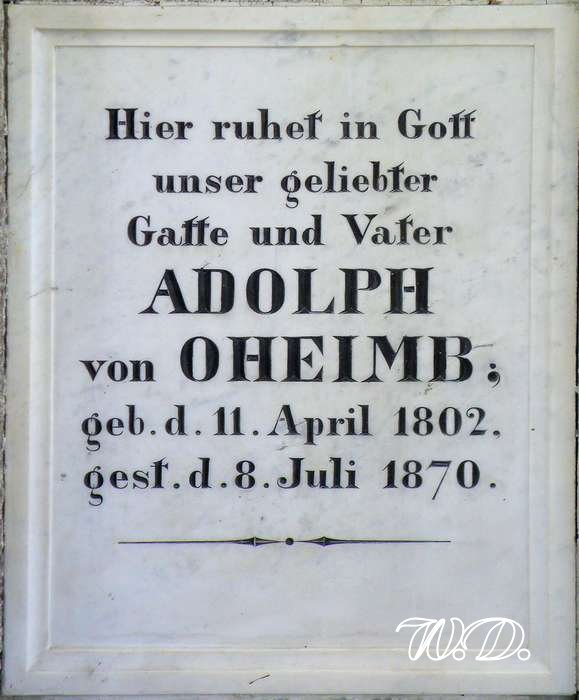 Hier ruhet in Gott
unser geliebter
Gatte und Vater
ADOLPH
von OHEIMB;
geb. d. 11. April 1802.
gest. d. 8. Juli 1870.
W. D.